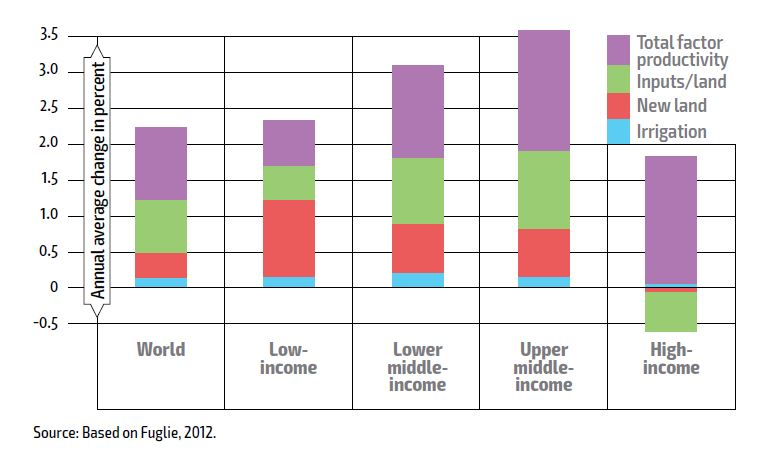 3.5
3.0
2.5
2.0
1.5
1.0
0.5
0
-0.5
Annual average change in percent
Total factor
productivity
Inputs/land
New land
Irrigation
World
Low-
income
Lower
middle-
income
Upper
middle-
income
High-
income
Source: Based on Fuglie, 2012.